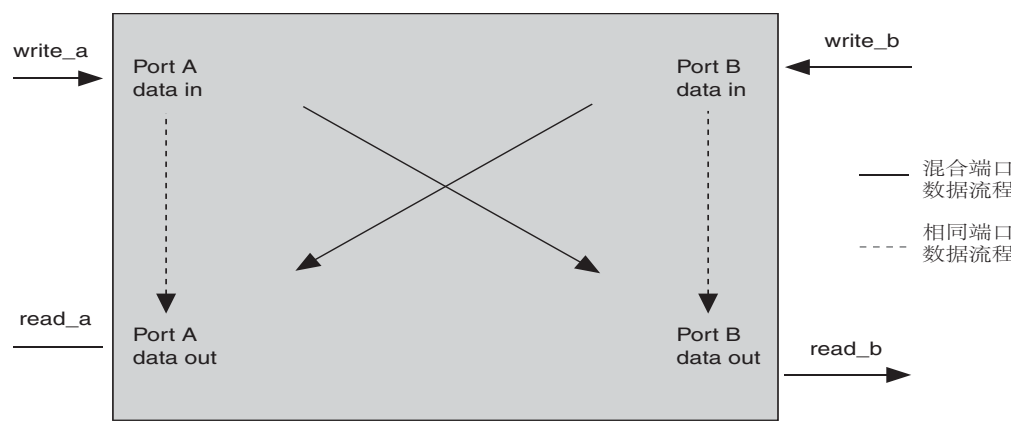 write_a
Port A
data in
Port B
data in
write_b
混合端口
数据流程
相同端口
数据流程
read_a
Port A
data out
Port B
data out
read_b